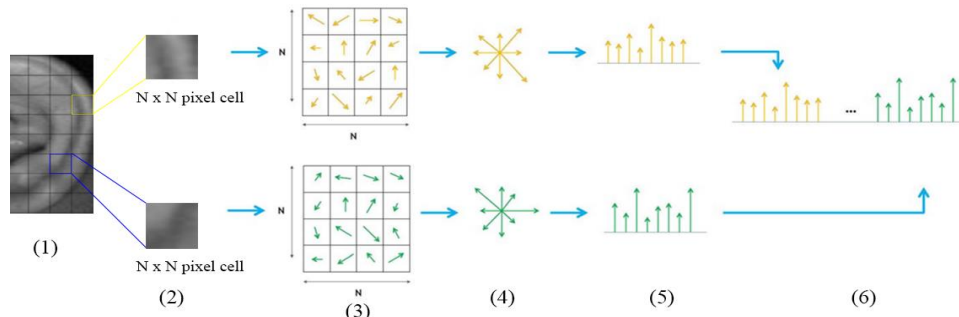 N x N pixel cell
N
N
...
N x N pixel cell
N
N
(1)
(2)
(3)
(4)
(5)
(6)